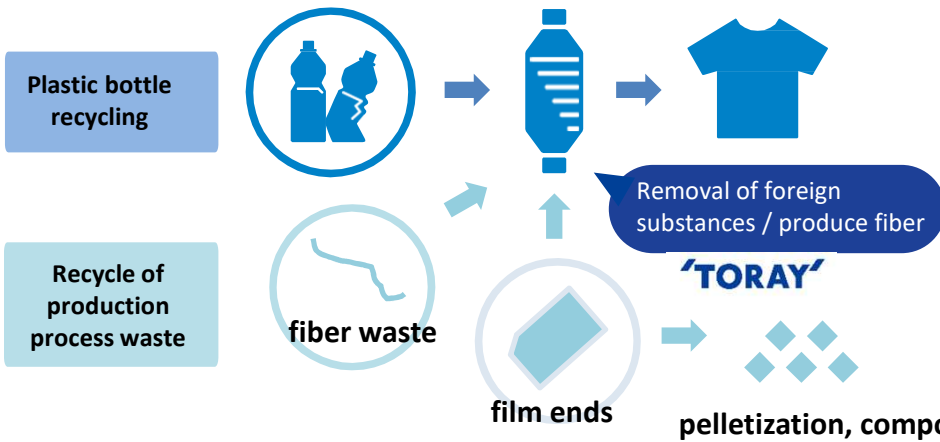 Plastic bottle
recycling
Removal of foreign
substances / produce fiber
'TORAY'
Recycle of
production
process waste
fiber waste
film ends
pelletization,